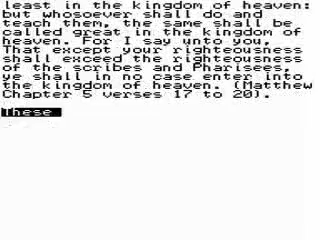 least in the kingdom of heaven:
but whosoever shall do and
teach them, the same shall be
called great in the kingdom of
heaven. For I say unto you,
That except your righteousness
shall exceed the righteousness
of the scribes and Pharisees,
ye shall in no case enter into
the kingdom of heaven. (Matthew
Chapter 5 verses 17 to 20).
These